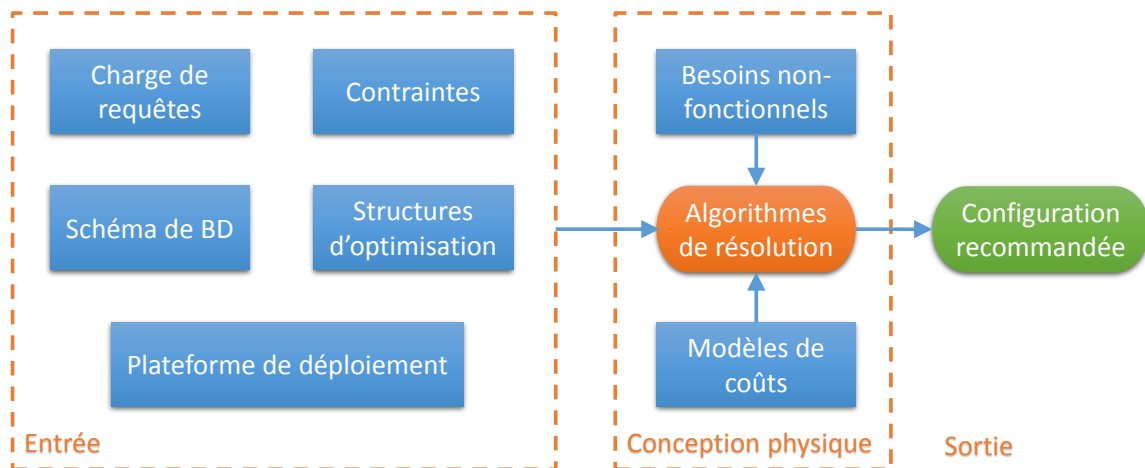 Charge de
requêtes
Contraintes
Schéma de BD
Structures
d'optimisation
Plateforme de déploiement
Entrée
Besoins non-
fonctionnels
Algorithmes
de résolution
Modèles de
coûts
Conception physique
Configuration
recommandée
Sortie